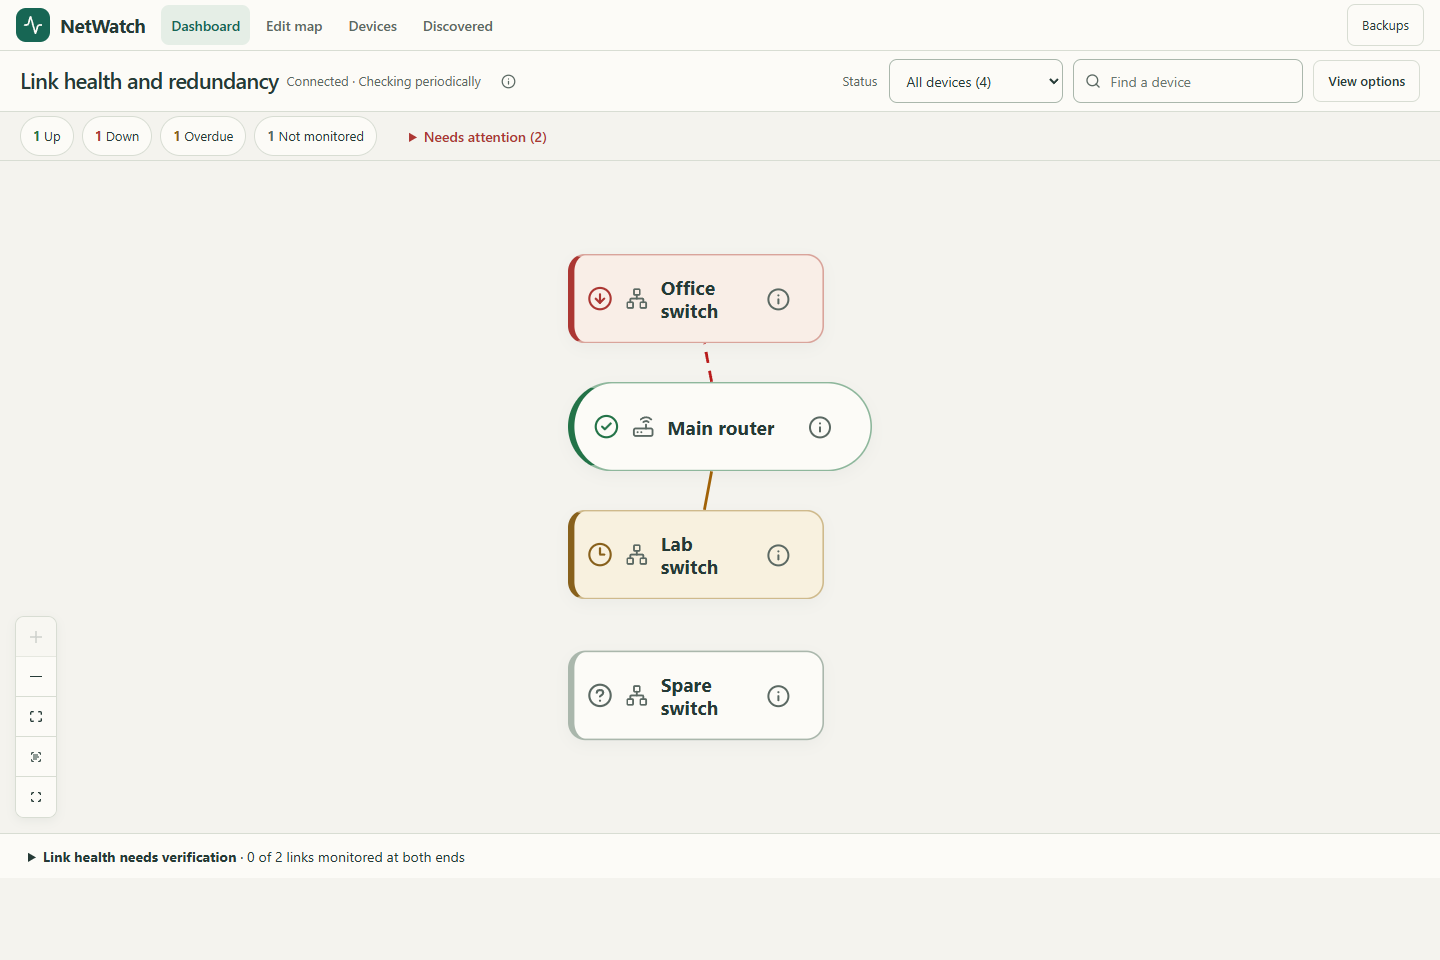 NetWatch
Dashboard
Edit map
Devices
Discovered
Backups
Link health and redundancy
Connected · Checking periodically
Status
All devices (4)
Find a device
View options
1 Up
1 Down
1 Overdue
1 Not monitored
Needs attention (2)
Office
switch
Main router
Lab
switch
Spare
switch
Link health needs verification · 0 of 2 links monitored at both ends